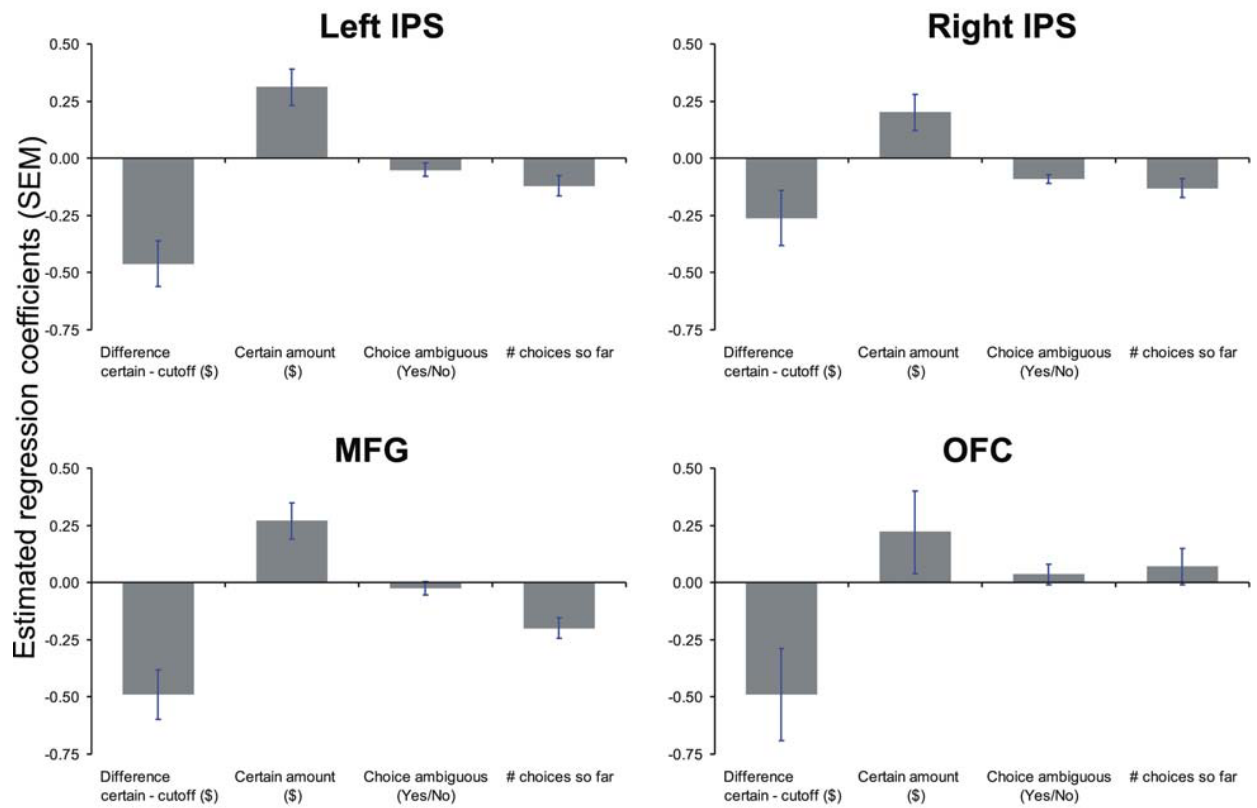 Estimated regression coefficients (SEM)
Left IPS
0.50
0.25
0.00
-0.25
-0.50
-0.75
Difference
certain - cutoff ($)
Certain amount
($)
Choice ambiguous
(Yes/No)
# choices so far
Right IPS
0.50
0.25
0.00
-0.25
-0.50
-0.75
Difference
certain - cutoff ($)
Certain amount
($)
Choice ambiguous
(Yes/No)
# choices so far
MFG
0.50
0.25
0.00
-0.25
-0.50
-0.75
Difference
certain - cutoff ($)
Certain amount
($)
Choice ambiguous
(Yes/No)
# choices so far
OFC
0.50
0.25
0.00
-0.25
-0.50
-0.75
Difference
certain - cutoff ($)
Certain amount
($)
Choice ambiguous
(Yes/No)
# choices so far